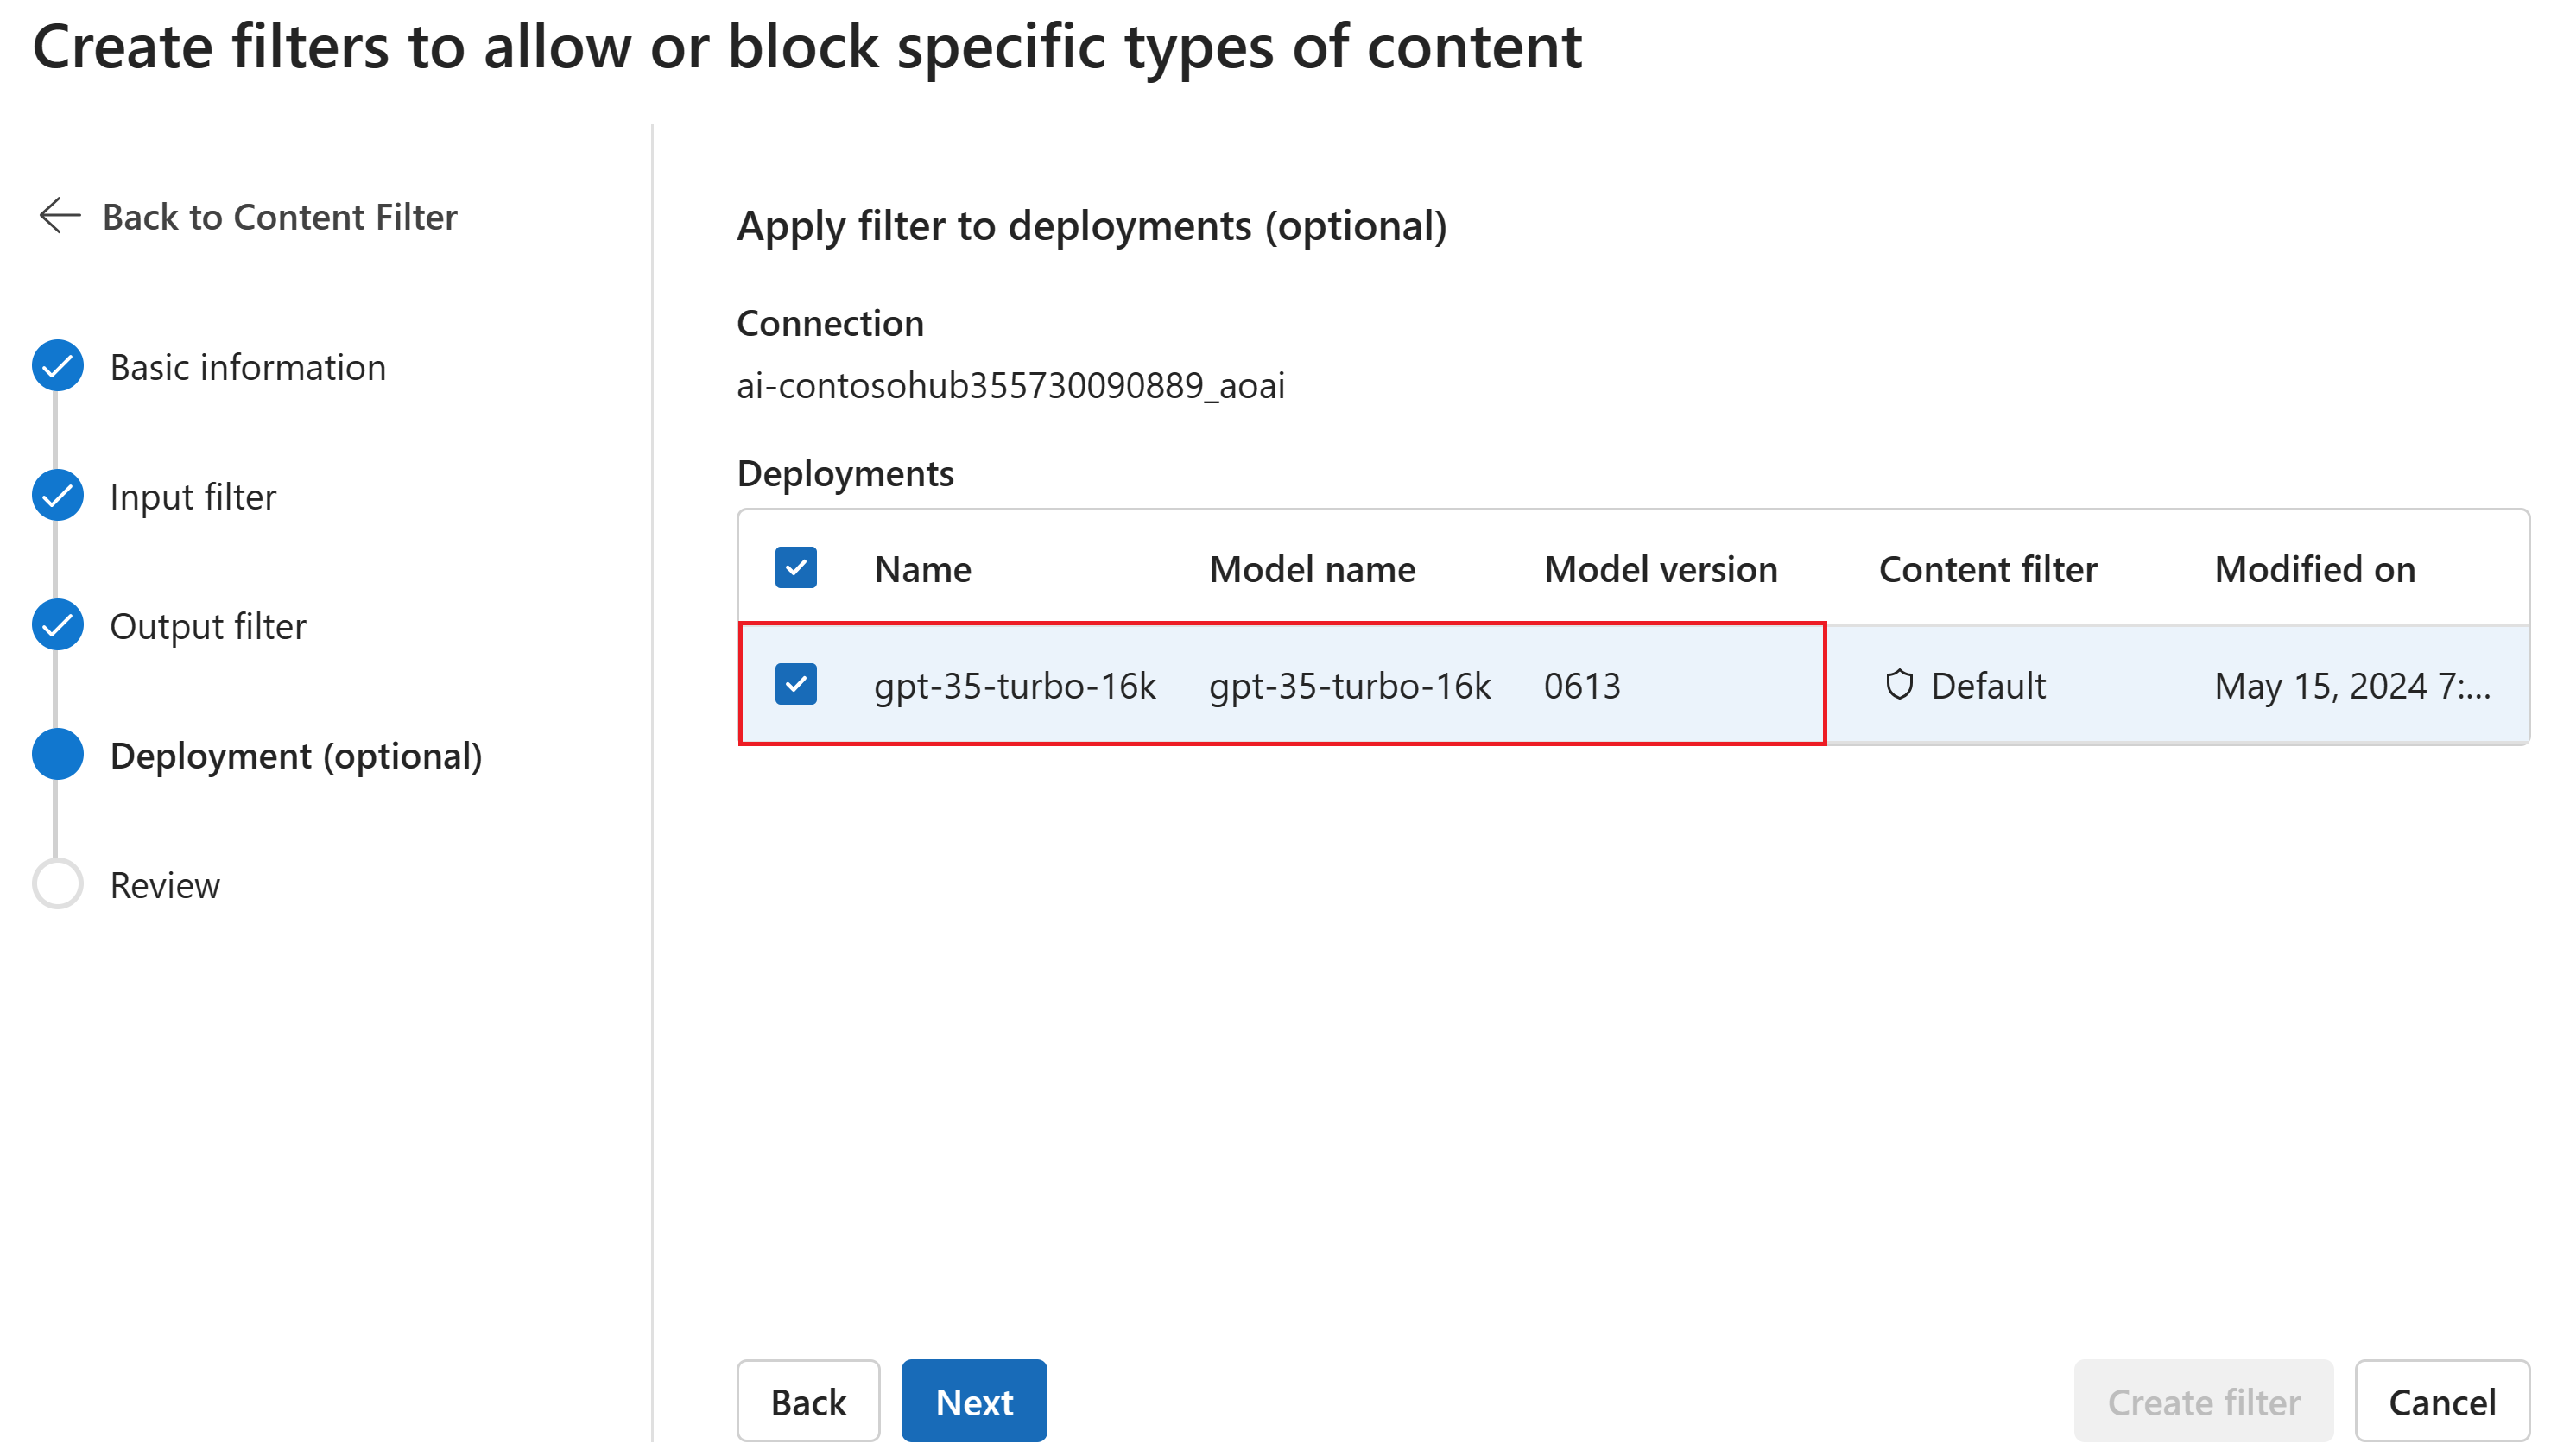 Create filters to allow or block specific types of content
Back to Content Filter
Basic information
Input filter
Output filter
Deployment (optional)
Review
Apply filter to deployments (optional)
Connection
ai-contosohub355730090889_aoai
Deployments
Name Model name Model version Content filter Modified on
gpt-35-turbo-16k gpt-35-turbo-16k 0613 Default May 15, 2024 7:...
Back Next Create filter Cancel